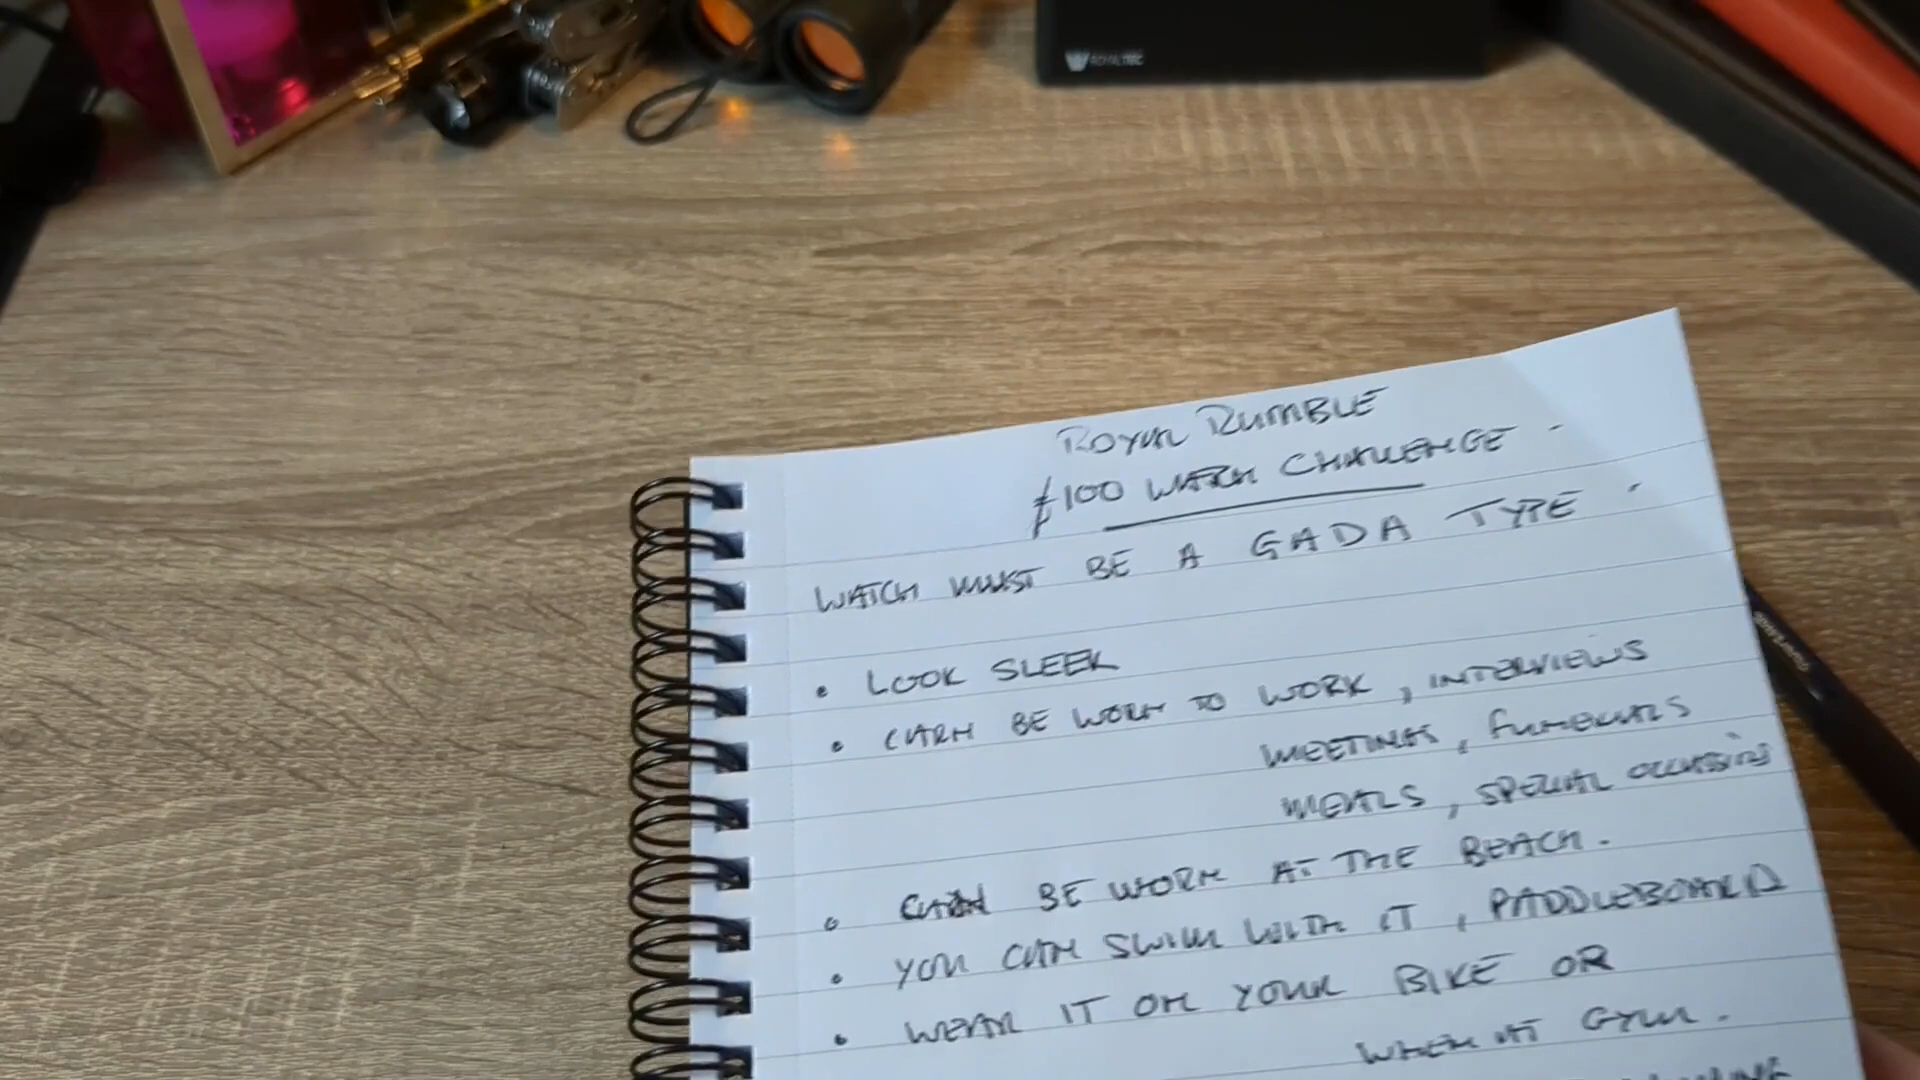 ROYALTEC
ROYAL RUMBLE
£100 WATCH CHALLENGE.
WATCH MUST BE A GADA TYPE.
• LOOK SLEEK
• CAN BE WORN TO WORK, INTERVIEWS
MEETINGS, FUNERALS
MEALS, SPECIAL OCCASIONS
• CAN BE WORN AT THE BEACH.
• YOU CAN SWIM WITH IT, PADDLEBOARD
• WEAR IT ON YOUR BIKE OR
WHEN AT GYM.